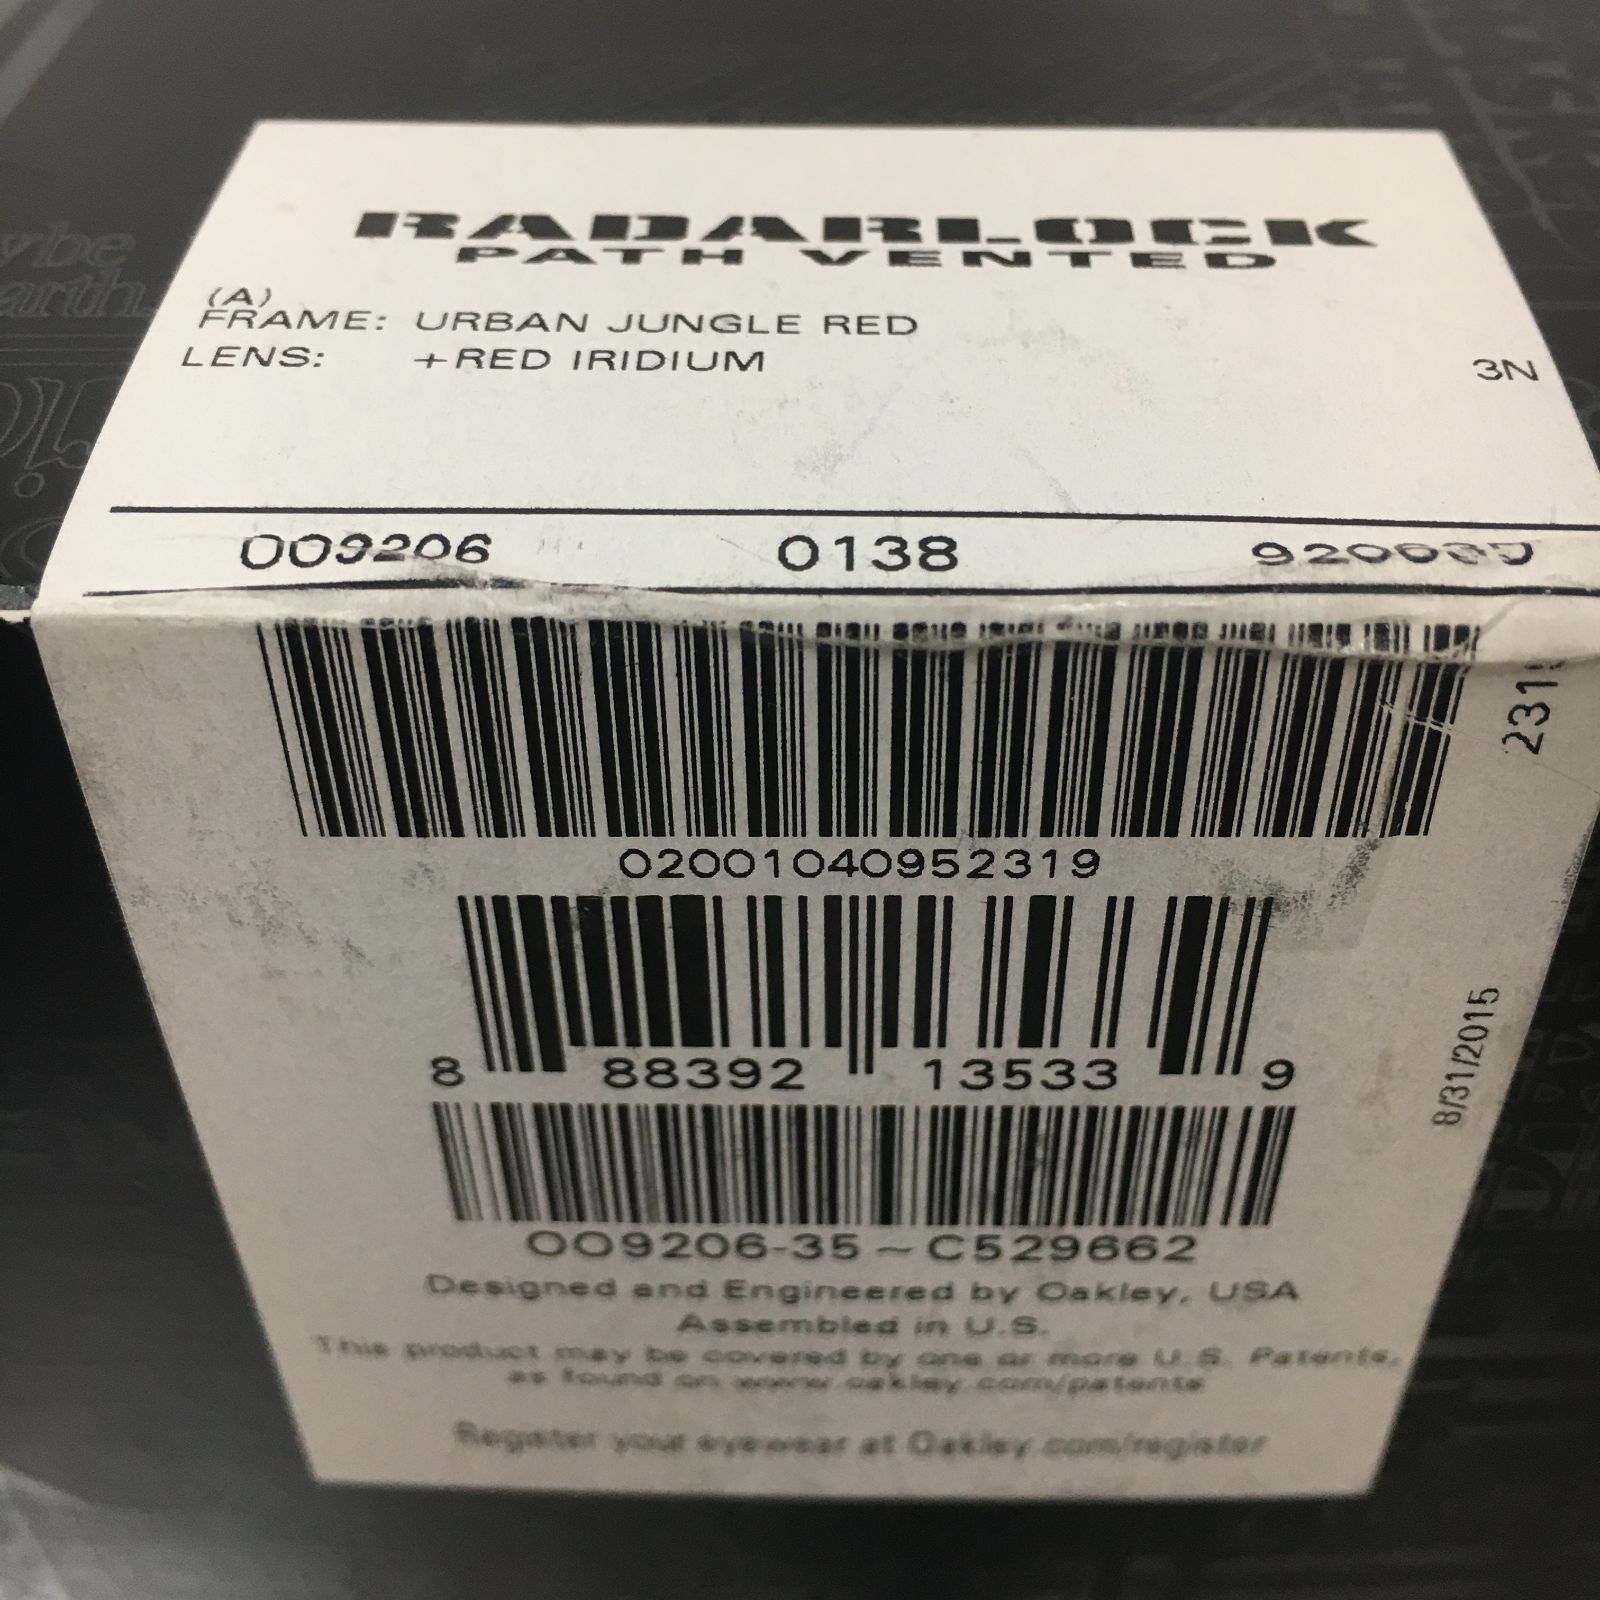 RADARLOCK
PATH VENTED
(A)
FRAME: URBAN JUNGLE RED
LENS: +RED IRIDIUM
3N
OO9206 0138
02001040952319
8 88392 13533 9
8/31/2015
OO9206-35 ~ C529662
Designed and Engineered by Oakley, USA
Assembled in U.S.
This product may be covered by one or more U.S. Patents,
as found on www.oakley.com/patents
Register your eyewear at Oakley.com/register